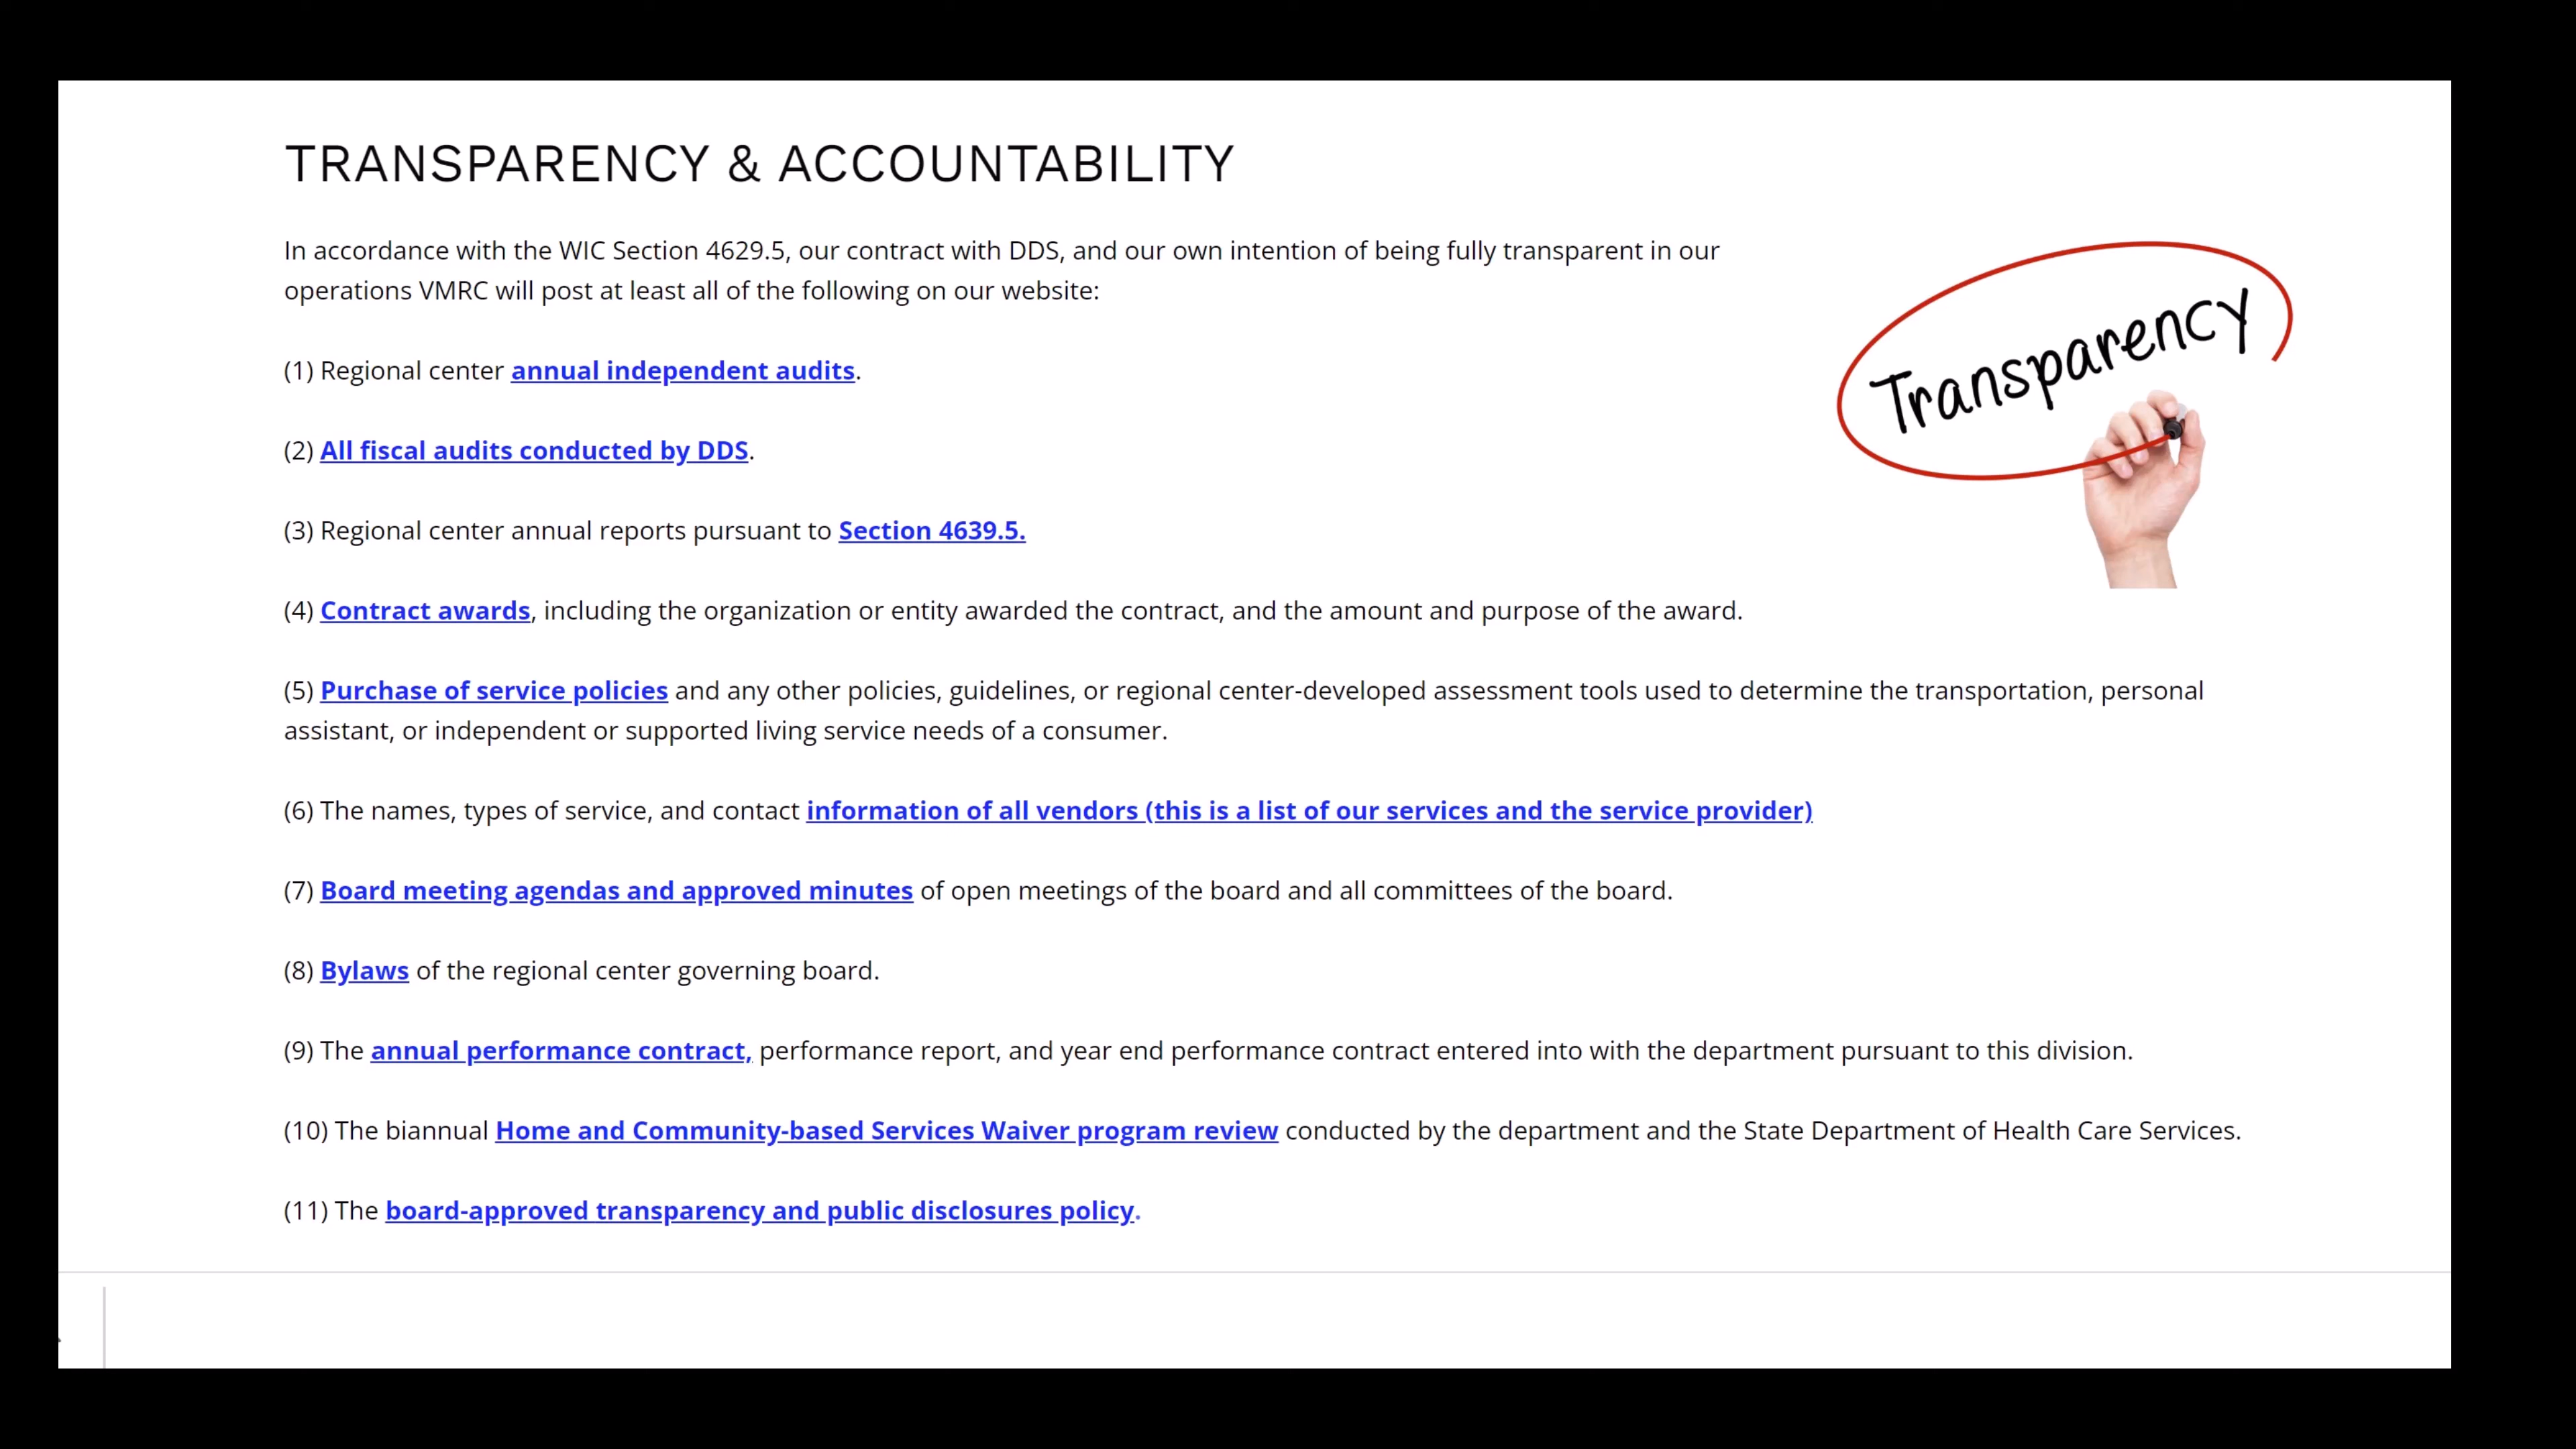 TRANSPARENCY & ACCOUNTABILITY
In accordance with the WIC Section 4629.5, our contract with DDS, and our own intention of being fully transparent in our
operations VMRC will post at least all of the following on our website:
Transparency
(1) Regional center annual independent audits.
(2) All fiscal audits conducted by DDS.
(3) Regional center annual reports pursuant to Section 4639.5.
(4) Contract awards, including the organization or entity awarded the contract, and the amount and purpose of the award.
(5) Purchase of service policies and any other policies, guidelines, or regional center-developed assessment tools used to determine the transportation, personal
assistant, or independent or supported living service needs of a consumer.
(6) The names, types of service, and contact information of all vendors (this is a list of our services and the service provider)
(7) Board meeting agendas and approved minutes of open meetings of the board and all committees of the board.
(8) Bylaws of the regional center governing board.
(9) The annual performance contract, performance report, and year end performance contract entered into with the department pursuant to this division.
(10) The biannual Home and Community-based Services Waiver program review conducted by the department and the State Department of Health Care Services.
(11) The board-approved transparency and public disclosures policy.